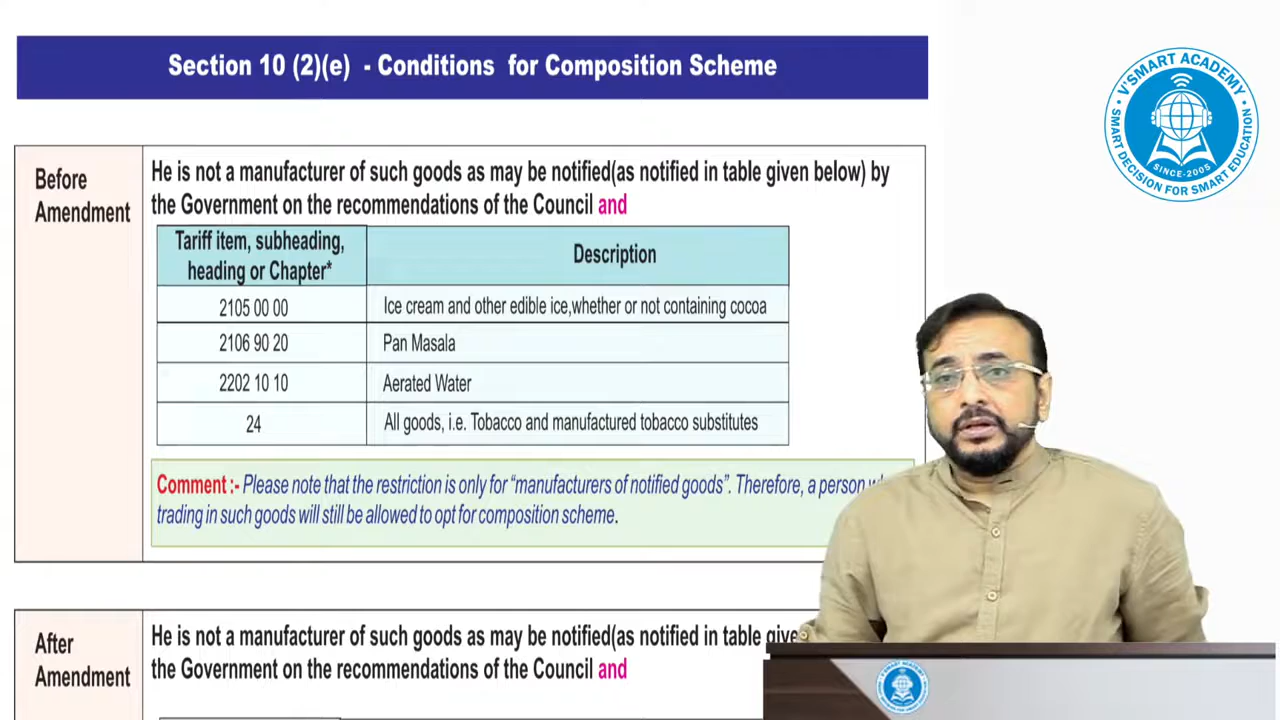 Section 10 (2)(e) - Conditions for Composition Scheme
V'SMART ACADEMY
SMART DECISION FOR SMART EDUCATION
SINCE-2005
Before
Amendment
He is not a manufacturer of such goods as may be notified(as notified in table given below) by
the Government on the recommendations of the Council and
Tariff item, subheading,
heading or Chapter*
Description
2105 00 00
Ice cream and other edible ice,whether or not containing cocoa
2106 90 20
Pan Masala
2202 10 10
Aerated Water
24
All goods, i.e. Tobacco and manufactured tobacco substitutes
Comment :- Please note that the restriction is only for “manufacturers of notified goods”. Therefore, a person
trading in such goods will still be allowed to opt for composition scheme.
After
Amendment
He is not a manufacturer of such goods as may be notified(as notified in table
the Government on the recommendations of the Council and